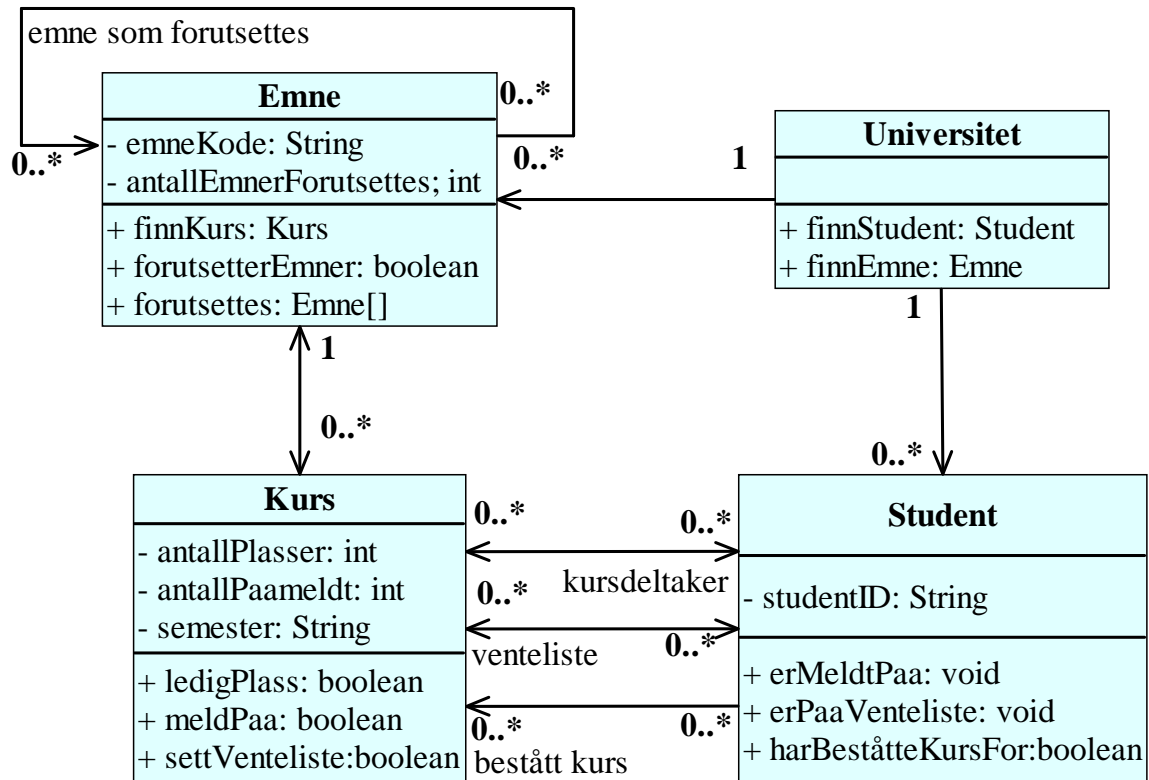 emne som forutsettes
0..*
Emne
- emneKode: String
- antallEmnerForutsettes; int
+ finnKurs: Kurs
+ forutsetterEmner: boolean
+ forutsettes: Emne[]
0..*
0..*
1
Universitet
+ finnStudent: Student
+ finnEmne: Emne
1
0..*
1
0..*
Kurs
- antallPlasser: int
- antallPaameldt: int
- semester: String
+ ledigPlass: boolean
+ meldPaa: boolean
+ settVenteliste:boolean
0..*
0..*
kursdeltaker
0..*
0..*
venteliste
0..*
0..*
bestått kurs
Student
- studentID: String
+ erMeldtPaa: void
+ erPaaVenteliste: void
+ harBeståtteKursFor:boolean